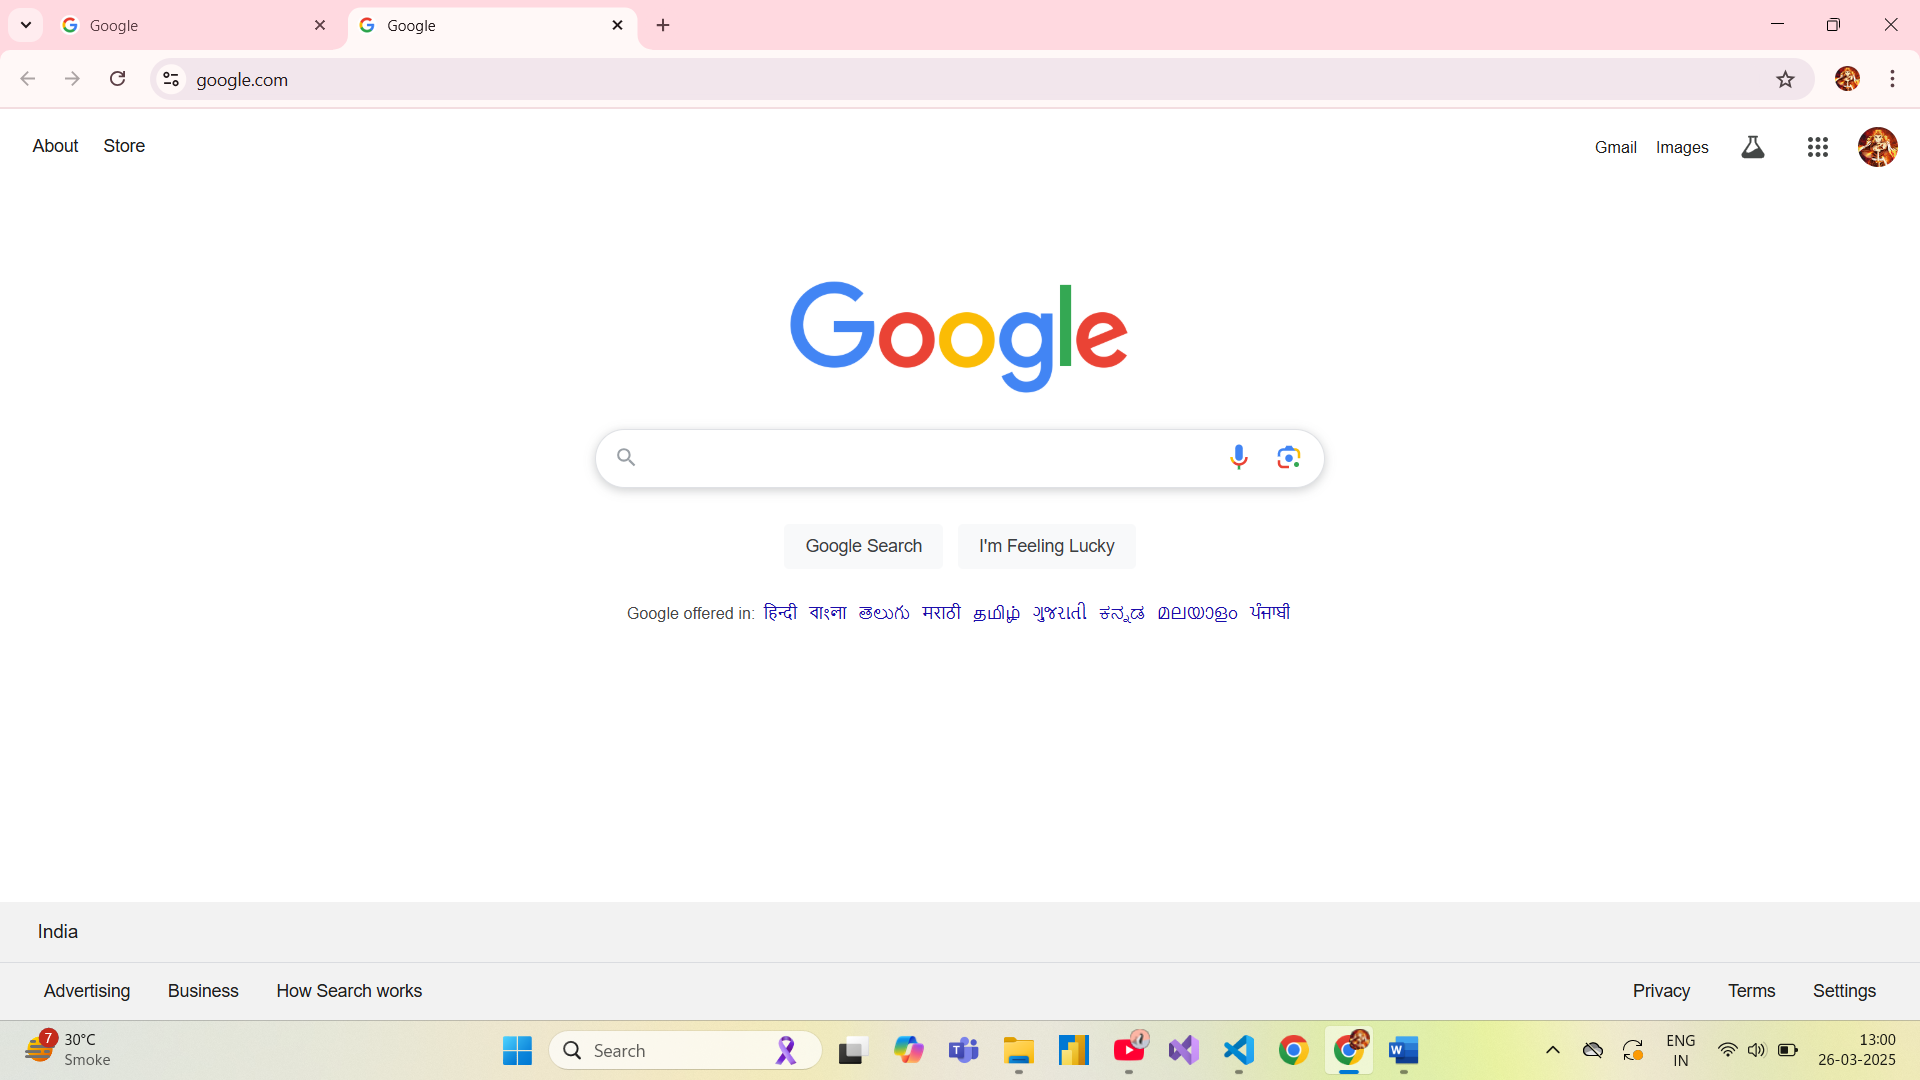 Google
Google
google.com
About Store
Gmail Images
Google
Google Search I'm Feeling Lucky
Google offered in: हिन्दी বাংলা తెలుగు मराठी தமிழ் ગુજરાતી ಕನ್ನಡ മലയാളം ਪੰਜਾਬੀ
India
Advertising Business How Search works
Privacy Terms Settings
7
30°C
Smoke
Search
ENG
IN
13:00
26-03-2025